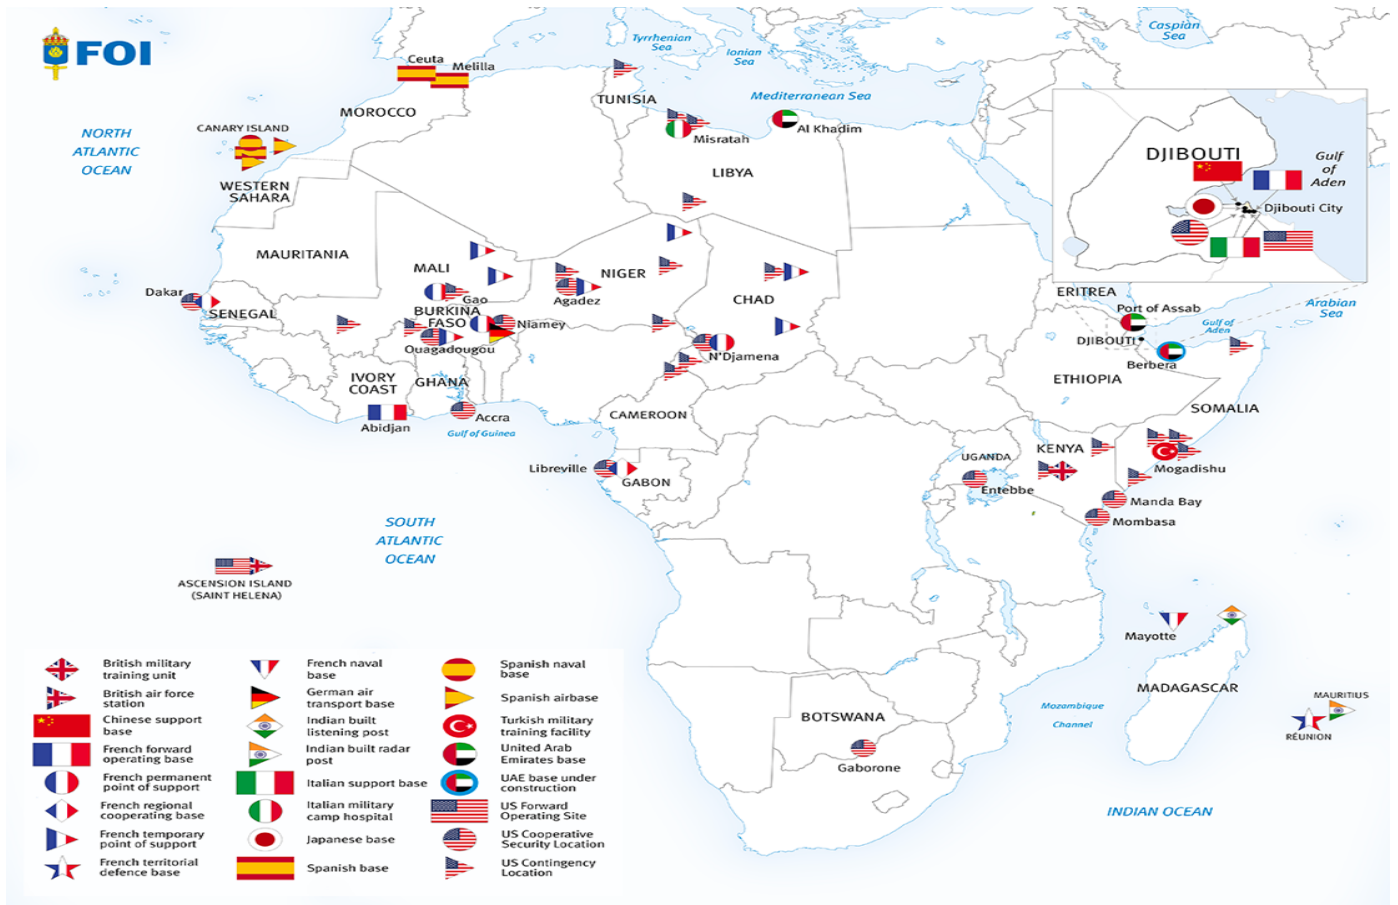 FOI
Caspian
Sea
Tyrrhenian
Sea
Ionian
Sea
Ceuta
Melilla
Mediterranean Sea
TUNISIA
MOROCCO
Al Khadim
CANARY ISLAND
Misratah
NORTH
ATLANTIC
OCEAN
DJIBOUTI
Gulf
of
Aden
LIBYA
WESTERN
SAHARA
Djibouti City
MAURITANIA
MALI
NIGER
Dakar
Gao
Agadez
CHAD
ERITREA
Port of Assab
Arabian
Sea
SENEGAL
BURKINA
FASO
Niamey
Gulf of
Aden
DJIBOUTI
Ouagadougou
N'Djamena
Berbera
IVORY
COAST
GHANA
ETHIOPIA
SOMALIA
Abidjan
Accra
CAMEROON
Gulf of Guinea
KENYA
UGANDA
Libreville
Mogadishu
GABON
Entebbe
Manda Bay
Mombasa
SOUTH
ATLANTIC
OCEAN
ASCENSION ISLAND
(SAINT HELENA)
Mayotte
MADAGASCAR
MAURITIUS
RÉUNION
Mozambique
Channel
BOTSWANA
Gaborone
INDIAN OCEAN
British military
training unit
British air force
station
Chinese support
base
French forward
operating base
French permanent
point of support
French regional
cooperating base
French temporary
point of support
French territorial
defence base
French naval
base
German air
transport base
Indian built
listening post
Indian built radar
post
Italian support base
Italian military
camp hospital
Japanese base
Spanish base
Spanish naval
base
Spanish airbase
Turkish military
training facility
United Arab
Emirates base
UAE base under
construction
US Forward
Operating Site
US Cooperative
Security Location
US Contingency
Location